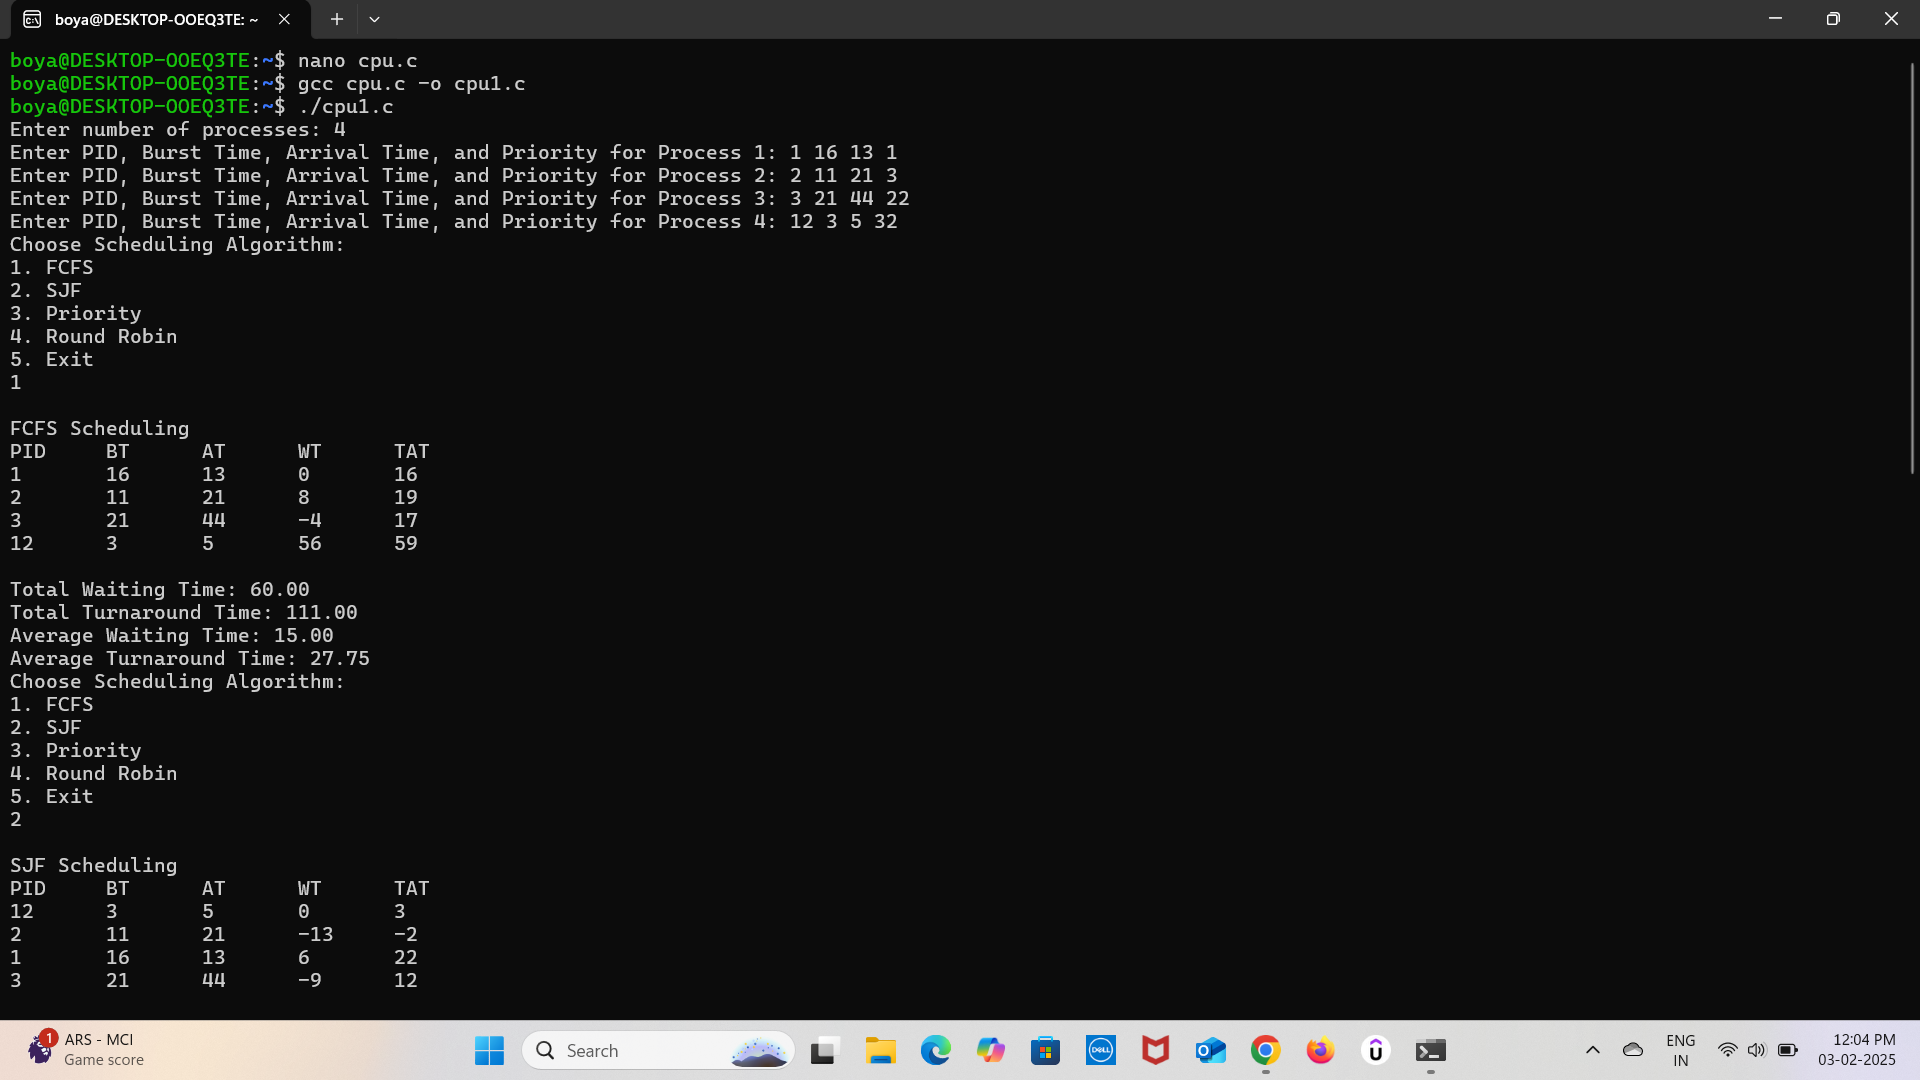 boya@DESKTOP-OOEQ3TE: ~
boya@DESKTOP-OOEQ3TE:~$ nano cpu.c
boya@DESKTOP-OOEQ3TE:~$ gcc cpu.c -o cpu1.c
boya@DESKTOP-OOEQ3TE:~$ ./cpu1.c
Enter number of processes: 4
Enter PID, Burst Time, Arrival Time, and Priority for Process 1: 1 16 13 1
Enter PID, Burst Time, Arrival Time, and Priority for Process 2: 2 11 21 3
Enter PID, Burst Time, Arrival Time, and Priority for Process 3: 3 21 44 22
Enter PID, Burst Time, Arrival Time, and Priority for Process 4: 12 3 5 32
Choose Scheduling Algorithm:
1. FCFS
2. SJF
3. Priority
4. Round Robin
5. Exit
1
FCFS Scheduling
PID BT AT WT TAT
1 16 13 0 16
2 11 21 8 19
3 21 44 -4 17
12 3 5 56 59
Total Waiting Time: 60.00
Total Turnaround Time: 111.00
Average Waiting Time: 15.00
Average Turnaround Time: 27.75
Choose Scheduling Algorithm:
1. FCFS
2. SJF
3. Priority
4. Round Robin
5. Exit
2
SJF Scheduling
PID BT AT WT TAT
12 3 5 0 3
2 11 21 -13 -2
1 16 13 6 22
3 21 44 -9 12
1
ARS - MCI
Game score
Search
DELL
ENG
IN
12:04 PM
03-02-2025